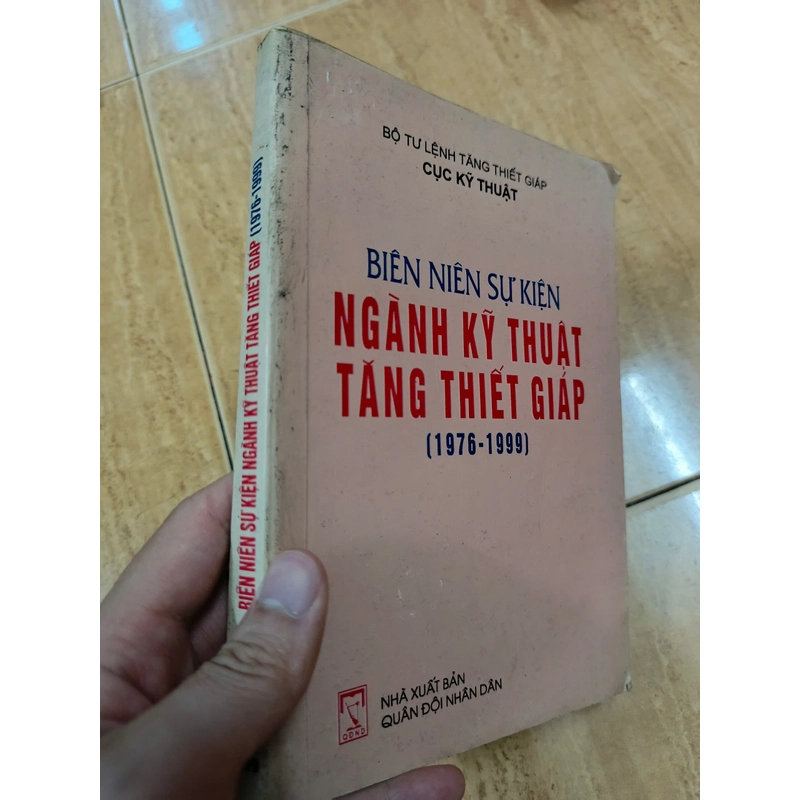 BỘ TƯ LỆNH TĂNG THIẾT GIÁP
CỤC KỸ THUẬT
BIÊN NIÊN SỰ KIỆN
NGÀNH KỸ THUẬT
TĂNG THIẾT GIÁP
(1976-1999)
NHÀ XUẤT BẢN
QUÂN ĐỘI NHÂN DÂN
QĐND
BIÊN NIÊN SỰ KIỆN NGÀNH KỸ THUẬT TĂNG THIẾT GIÁP (1976-1999)